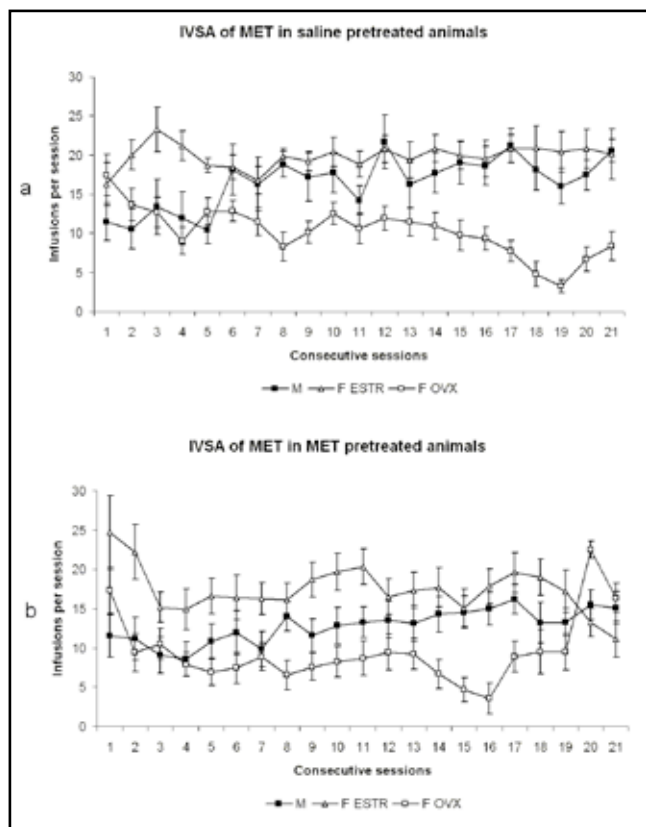 IVSA of MET in saline pretreated animals
a
Infusions per session
30
25
20
15
10
5
0
1 2 3 4 5 6 7 8 9 10 11 12 13 14 15 16 17 18 19 20 21
Consecutive sessions
M F ESTR F OVX
IVSA of MET in MET pretreated animals
b
Infusions per session
30
25
20
15
10
5
0
1 2 3 4 5 6 7 8 9 10 11 12 13 14 15 16 17 18 19 20 21
Consecutive sessions
M F ESTR F OVX